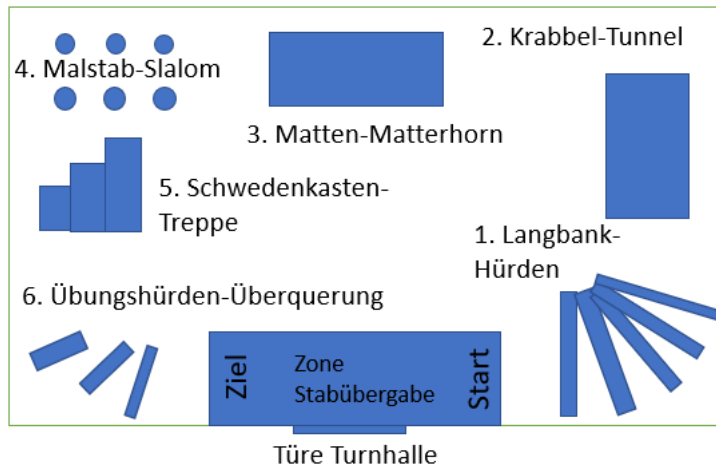 2. Krabbel-Tunnel
4. Malstab-Slalom
3. Matten-Matterhorn
5. Schwedenkasten-
Treppe
1. Langbank-
Hürden
6. Übungshürden-Überquerung
Ziel
Zone
Stabübergabe
Start
Türe Turnhalle